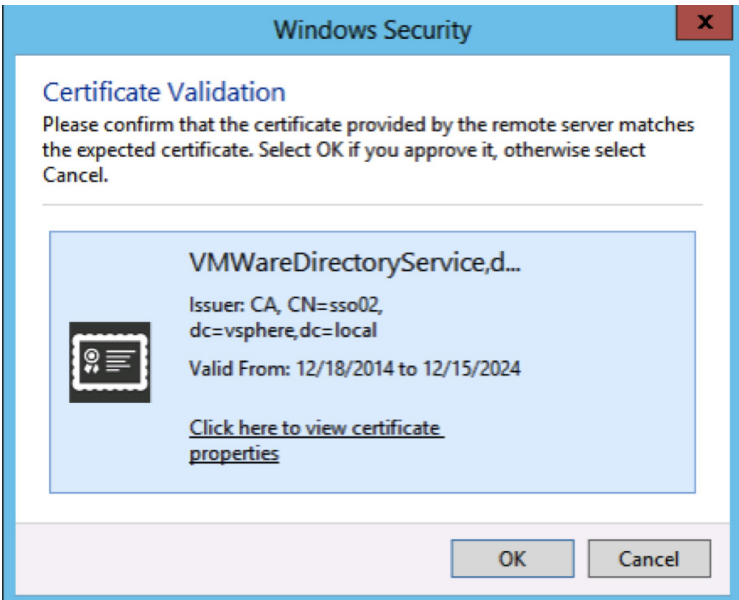 Windows Security
x
Certificate Validation
Please confirm that the certificate provided by the remote server matches
the expected certificate. Select OK if you approve it, otherwise select
Cancel.
VMWareDirectoryService,d...
Issuer: CA, CN=sso02,
dc=vsphere,dc=local
Valid From: 12/18/2014 to 12/15/2024
Click here to view certificate
properties
OK
Cancel